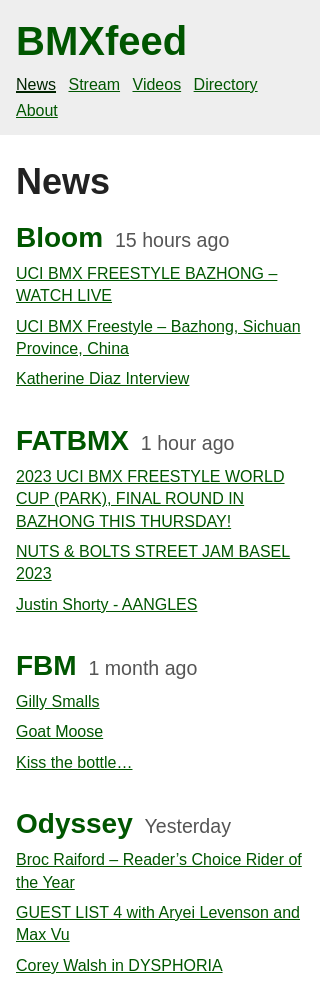 BMXfeed
News Stream Videos Directory
About
News
Bloom 15 hours ago
UCI BMX FREESTYLE BAZHONG –
WATCH LIVE
UCI BMX Freestyle – Bazhong, Sichuan
Province, China
Katherine Diaz Interview
FATBMX 1 hour ago
2023 UCI BMX FREESTYLE WORLD
CUP (PARK), FINAL ROUND IN
BAZHONG THIS THURSDAY!
NUTS & BOLTS STREET JAM BASEL
2023
Justin Shorty - AANGLES
FBM 1 month ago
Gilly Smalls
Goat Moose
Kiss the bottle…
Odyssey Yesterday
Broc Raiford – Reader’s Choice Rider of
the Year
GUEST LIST 4 with Aryei Levenson and
Max Vu
Corey Walsh in DYSPHORIA